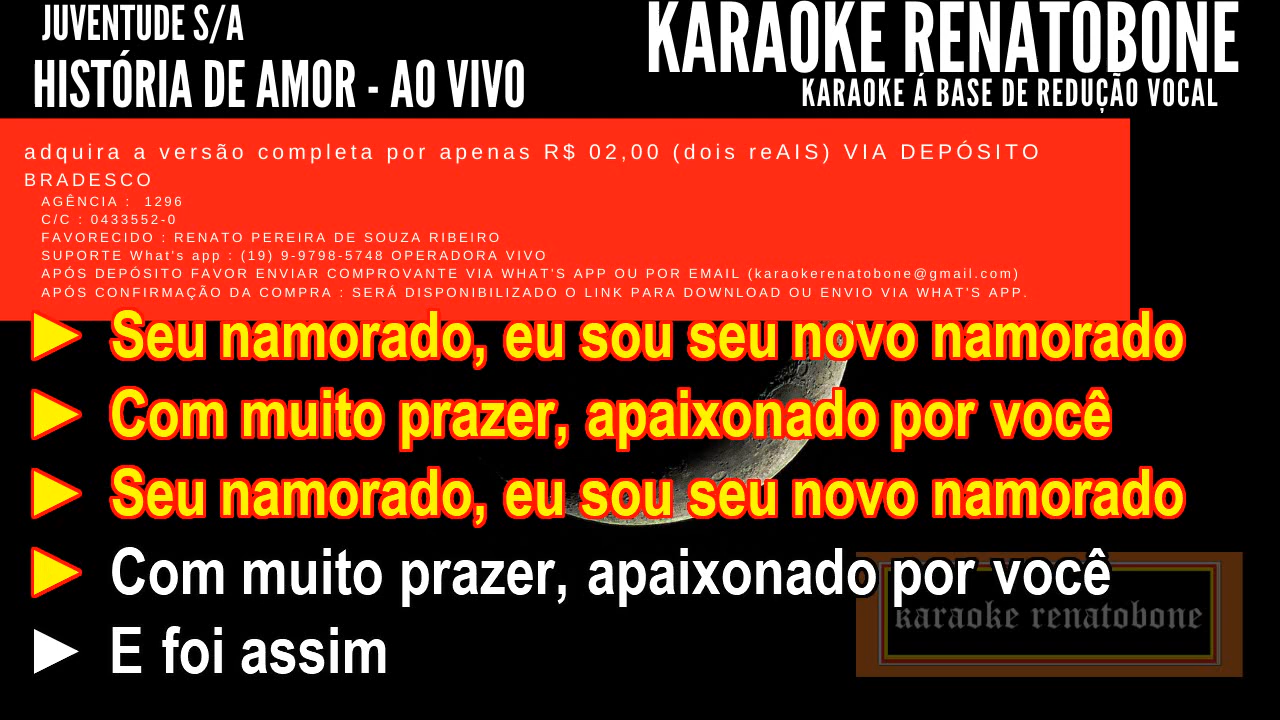 JUVENTUDE S/A
HISTÓRIA DE AMOR - AO VIVO
KARAOKE RENATOBONE
KARAOKE Á BASE DE REDUÇÃO VOCAL
adquira a versão completa por apenas R$ 02,00 (dois reAIS) VIA DEPÓSITO
BRADESCO
AGÊNCIA : 1296
C/C : 0433552-0
FAVORECIDO : RENATO PEREIRA DE SOUZA RIBEIRO
SUPORTE What's app : (19) 9-9798-5748 OPERADORA VIVO
APÓS DEPÓSITO FAVOR ENVIAR COMPROVANTE VIA WHAT'S APP OU POR EMAIL (karaokerenatobone@gmail.com)
APÓS CONFIRMAÇÃO DA COMPRA : SERÁ DISPONIBILIZADO O LINK PARA DOWNLOAD OU ENVIO VIA WHAT'S APP.
► Seu namorado, eu sou seu novo namorado
► Com muito prazer, apaixonado por você
► Seu namorado, eu sou seu novo namorado
► Com muito prazer, apaixonado por você
► E foi assim
karaoke renatobone